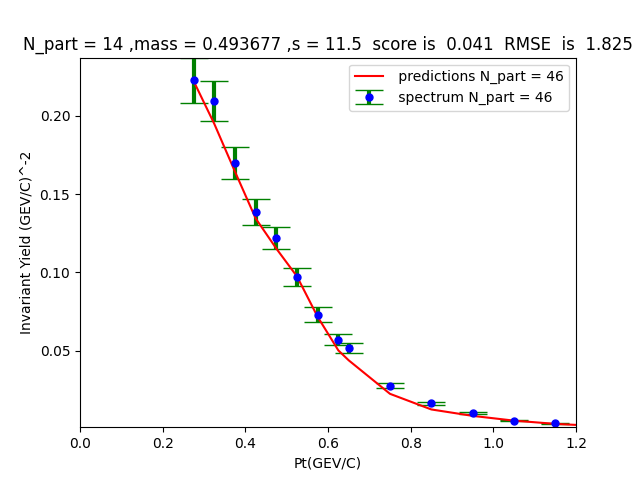 N_part = 14 ,mass = 0.493677 ,s = 11.5  score is  0.041  RMSE  is  1.825
predictions N_part = 46
spectrum N_part = 46
Invariant Yield (GEV/C)^-2
0.20
0.15
0.10
0.05
0.0 0.2 0.4 0.6 0.8 1.0 1.2
Pt(GEV/C)